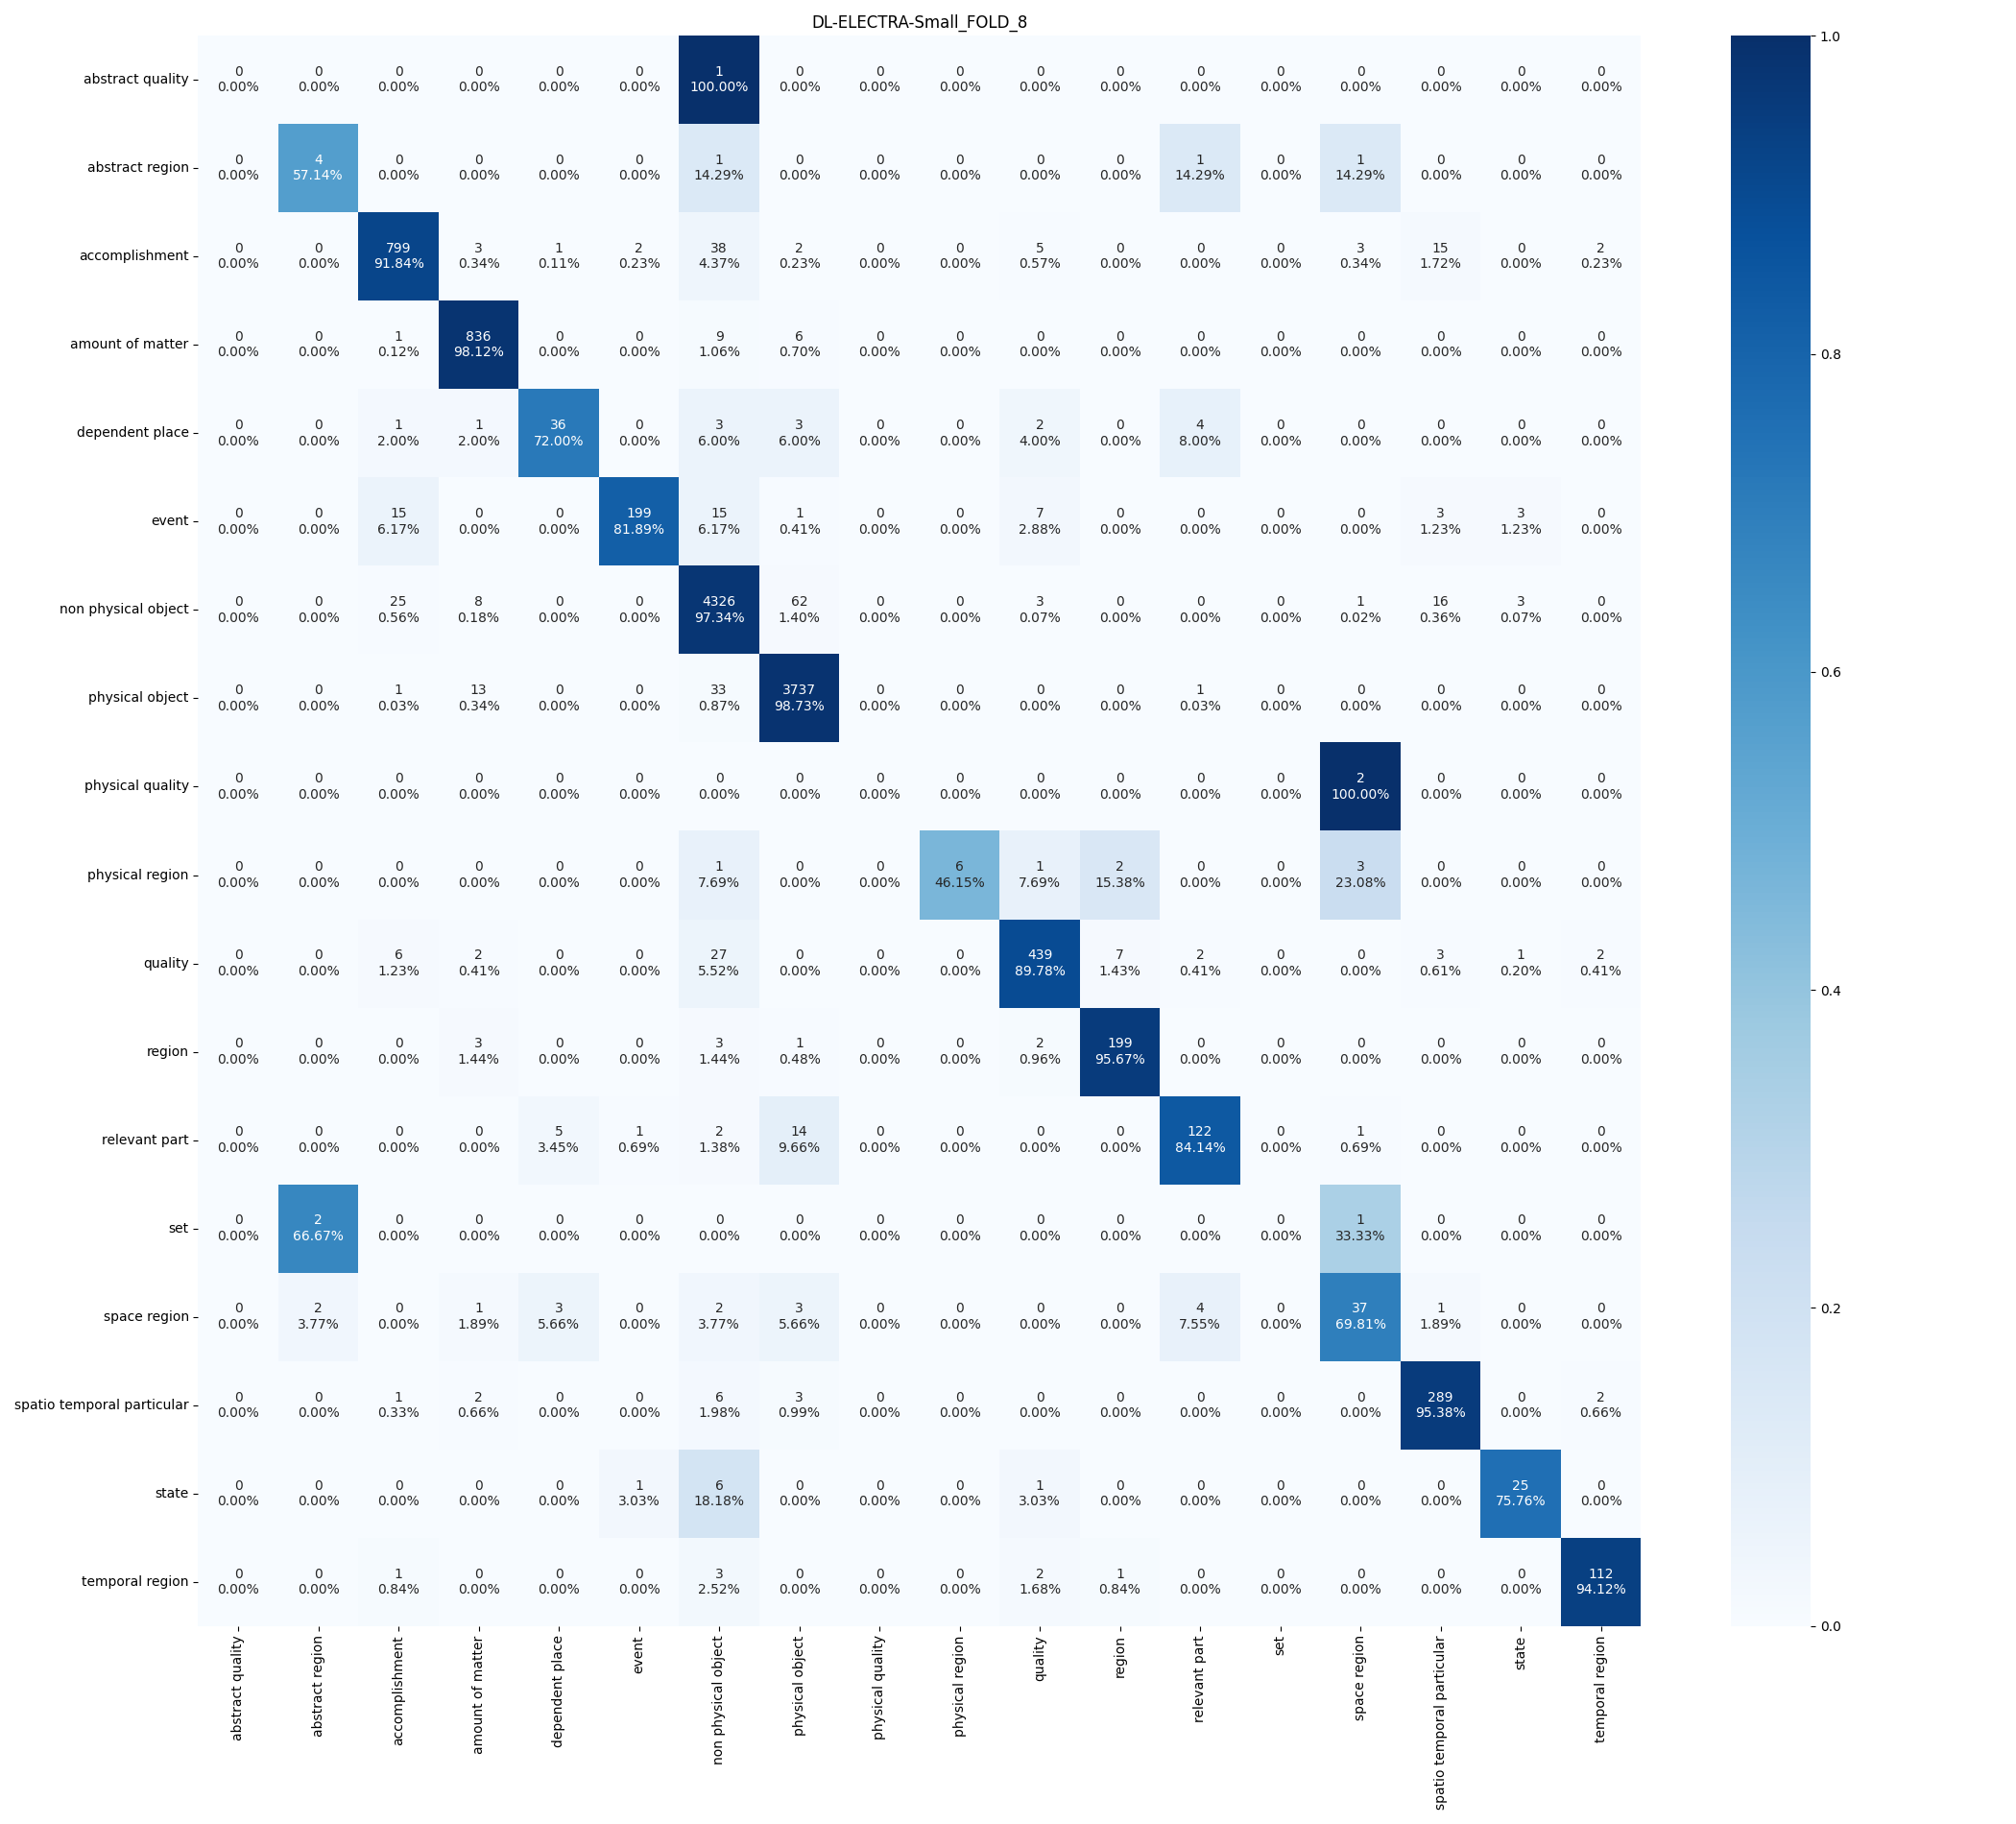 DL-ELECTRA-Small_FOLD_8
abstract quality 0 0 0 0 0 0 1 0 0 0 0 0 0 0 0 0 0 0
0.00% 0.00% 0.00% 0.00% 0.00% 0.00% 100.00% 0.00% 0.00% 0.00% 0.00% 0.00% 0.00% 0.00% 0.00% 0.00% 0.00% 0.00%
abstract region 0 4 0 0 0 0 1 0 0 0 0 0 1 0 1 0 0 0
0.00% 57.14% 0.00% 0.00% 0.00% 0.00% 14.29% 0.00% 0.00% 0.00% 0.00% 0.00% 14.29% 0.00% 14.29% 0.00% 0.00% 0.00%
accomplishment 0 0 799 3 1 2 38 2 0 0 5 0 0 0 3 15 0 2
0.00% 0.00% 91.84% 0.34% 0.11% 0.23% 4.37% 0.23% 0.00% 0.00% 0.57% 0.00% 0.00% 0.00% 0.34% 1.72% 0.00% 0.23%
amount of matter 0 0 1 836 0 0 9 6 0 0 0 0 0 0 0 0 0 0
0.00% 0.00% 0.12% 98.12% 0.00% 0.00% 1.06% 0.70% 0.00% 0.00% 0.00% 0.00% 0.00% 0.00% 0.00% 0.00% 0.00% 0.00%
dependent place 0 0 1 1 36 0 3 3 0 0 2 0 4 0 0 0 0 0
0.00% 0.00% 2.00% 2.00% 72.00% 0.00% 6.00% 6.00% 0.00% 0.00% 4.00% 0.00% 8.00% 0.00% 0.00% 0.00% 0.00% 0.00%
event 0 0 15 0 0 199 15 1 0 0 7 0 0 0 0 3 3 0
0.00% 0.00% 6.17% 0.00% 0.00% 81.89% 6.17% 0.41% 0.00% 0.00% 2.88% 0.00% 0.00% 0.00% 0.00% 1.23% 1.23% 0.00%
non physical object 0 0 25 8 0 0 4326 62 0 0 3 0 0 0 1 16 3 0
0.00% 0.00% 0.56% 0.18% 0.00% 0.00% 97.34% 1.40% 0.00% 0.00% 0.07% 0.00% 0.00% 0.00% 0.02% 0.36% 0.07% 0.00%
physical object 0 0 1 13 0 0 33 3737 0 0 0 0 1 0 0 0 0 0
0.00% 0.00% 0.03% 0.34% 0.00% 0.00% 0.87% 98.73% 0.00% 0.00% 0.00% 0.00% 0.03% 0.00% 0.00% 0.00% 0.00% 0.00%
physical quality 0 0 0 0 0 0 0 0 0 0 0 0 0 0 2 0 0 0
0.00% 0.00% 0.00% 0.00% 0.00% 0.00% 0.00% 0.00% 0.00% 0.00% 0.00% 0.00% 0.00% 0.00% 100.00% 0.00% 0.00% 0.00%
physical region 0 0 0 0 0 0 1 0 0 6 1 2 0 0 3 0 0 0
0.00% 0.00% 0.00% 0.00% 0.00% 0.00% 7.69% 0.00% 0.00% 46.15% 7.69% 15.38% 0.00% 0.00% 23.08% 0.00% 0.00% 0.00%
quality 0 0 6 2 0 0 27 0 0 0 439 7 2 0 0 3 1 2
0.00% 0.00% 1.23% 0.41% 0.00% 0.00% 5.52% 0.00% 0.00% 0.00% 89.78% 1.43% 0.41% 0.00% 0.00% 0.61% 0.20% 0.41%
region 0 0 0 3 0 0 3 1 0 0 2 199 0 0 0 0 0 0
0.00% 0.00% 0.00% 1.44% 0.00% 0.00% 1.44% 0.48% 0.00% 0.00% 0.96% 95.67% 0.00% 0.00% 0.00% 0.00% 0.00% 0.00%
relevant part 0 0 0 0 5 1 2 14 0 0 0 0 122 0 1 0 0 0
0.00% 0.00% 0.00% 0.00% 3.45% 0.69% 1.38% 9.66% 0.00% 0.00% 0.00% 0.00% 84.14% 0.00% 0.69% 0.00% 0.00% 0.00%
set 0 2 0 0 0 0 0 0 0 0 0 0 0 0 1 0 0 0
0.00% 66.67% 0.00% 0.00% 0.00% 0.00% 0.00% 0.00% 0.00% 0.00% 0.00% 0.00% 0.00% 0.00% 33.33% 0.00% 0.00% 0.00%
space region 0 2 0 1 3 0 2 3 0 0 0 0 4 0 37 1 0 0
0.00% 3.77% 0.00% 1.89% 5.66% 0.00% 3.77% 5.66% 0.00% 0.00% 0.00% 0.00% 7.55% 0.00% 69.81% 1.89% 0.00% 0.00%
spatio temporal particular 0 0 1 2 0 0 6 3 0 0 0 0 0 0 0 289 0 2
0.00% 0.00% 0.33% 0.66% 0.00% 0.00% 1.98% 0.99% 0.00% 0.00% 0.00% 0.00% 0.00% 0.00% 0.00% 95.38% 0.00% 0.66%
state 0 0 0 0 0 1 6 0 0 0 1 0 0 0 0 0 25 0
0.00% 0.00% 0.00% 0.00% 0.00% 3.03% 18.18% 0.00% 0.00% 0.00% 3.03% 0.00% 0.00% 0.00% 0.00% 0.00% 75.76% 0.00%
temporal region 0 0 1 0 0 0 3 0 0 0 2 1 0 0 0 0 0 112
0.00% 0.00% 0.84% 0.00% 0.00% 0.00% 2.52% 0.00% 0.00% 0.00% 1.68% 0.84% 0.00% 0.00% 0.00% 0.00% 0.00% 94.12%
abstract quality
abstract region
accomplishment
amount of matter
dependent place
event
non physical object
physical object
physical quality
physical region
quality
region
relevant part
set
space region
spatio temporal particular
state
temporal region
1.0
0.8
0.6
0.4
0.2
0.0